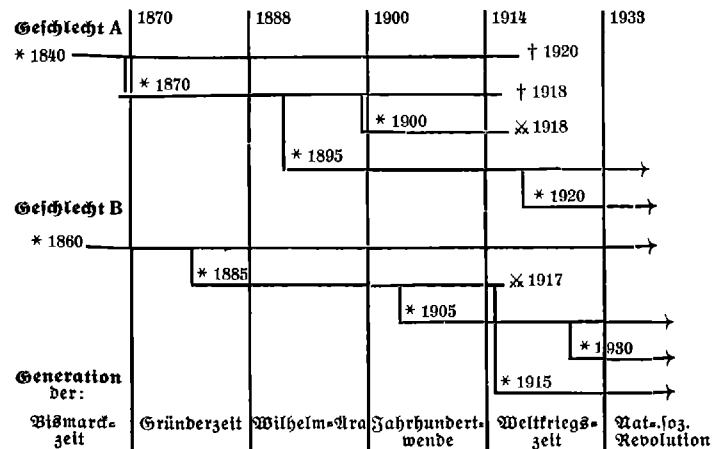 1870 1888 1900 1914 1933
Geschlecht A
* 1840 † 1920
* 1870 † 1918
* 1900 ⚔ 1918
* 1895
* 1920
Geschlecht B
* 1860
* 1885 ⚔ 1917
* 1905
* 1930
* 1915
Generation
der:
Bismarck-
zeit
Gründerzeit
Wilhelm-Ära
Jahrhundert-
wende
Weltkriegs-
zeit
Nat.-soz.
Revolution